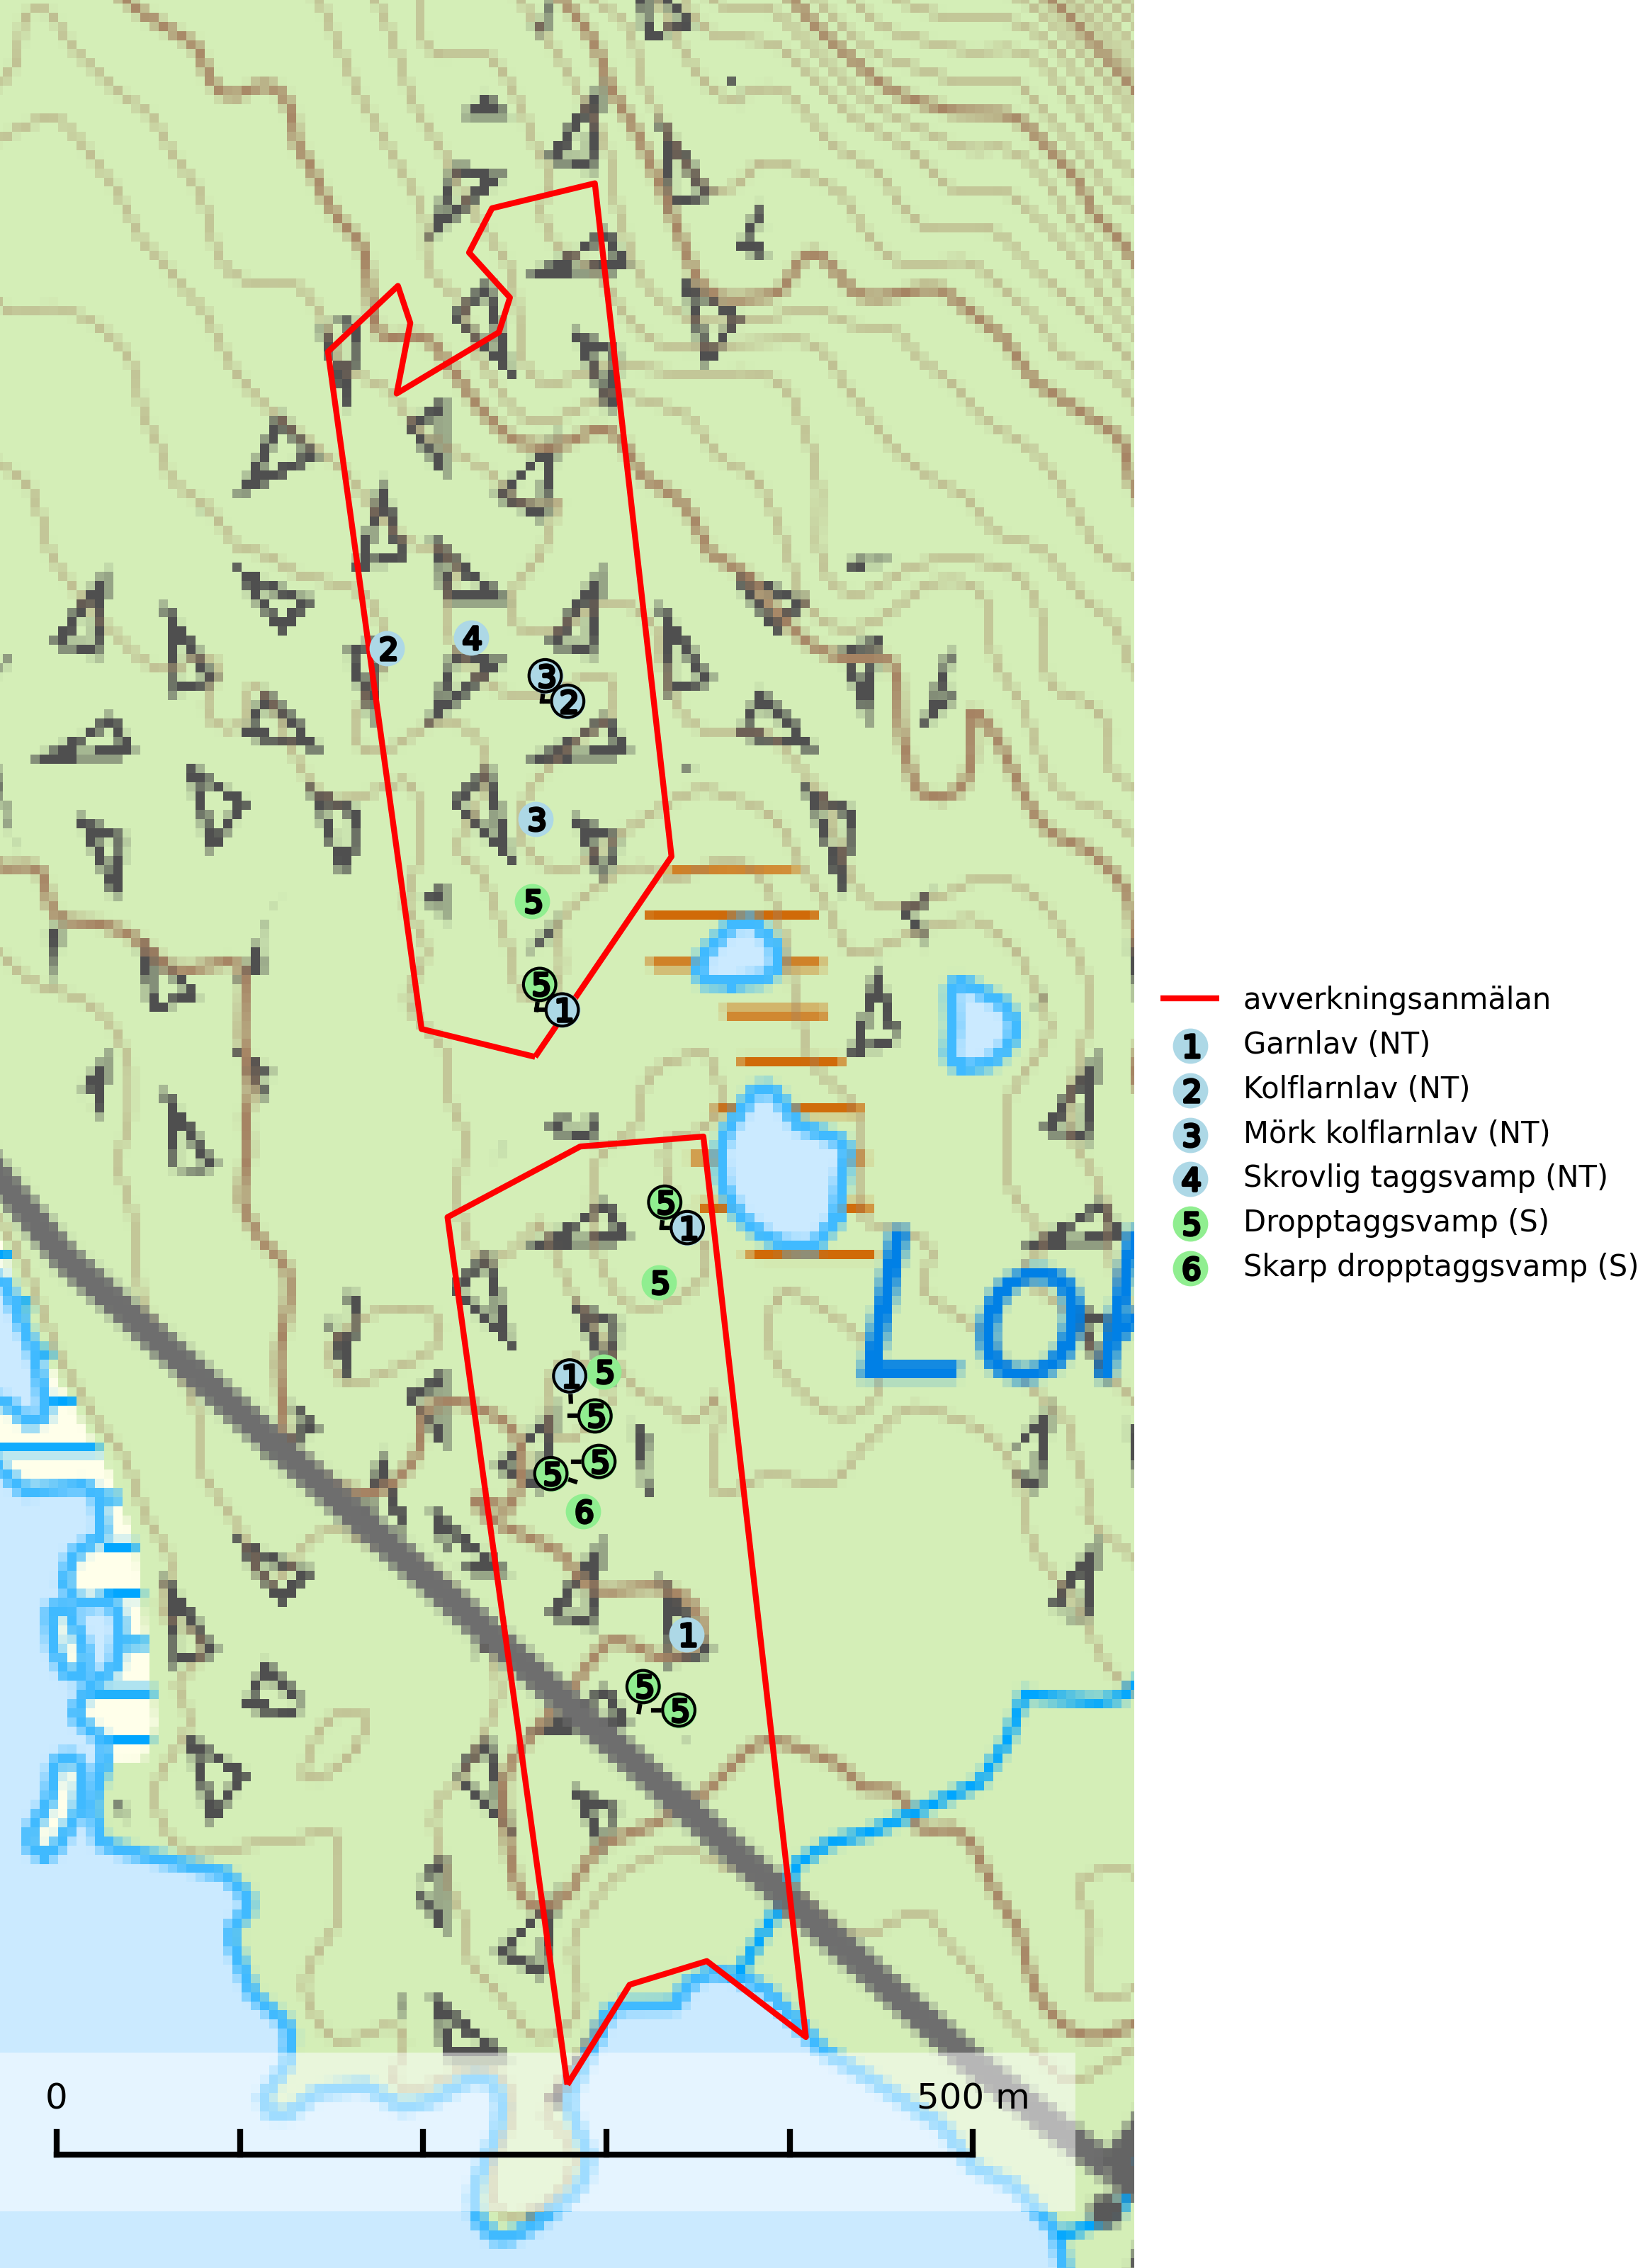 2
4
3
2
3
5
5
1
5
1
5
1
5
5
5
5
6
1
5
5
0
500 m
avverkningsanmälan
1 Garnlav (NT)
2 Kolflarnlav (NT)
3 Mörk kolflarnlav (NT)
4 Skrovlig taggsvamp (NT)
5 Dropptaggsvamp (S)
6 Skarp dropptaggsvamp (S)